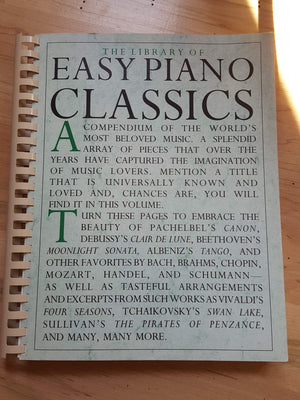 THE LIBRARY OF
EASY PIANO
CLASSICS
A COMPENDIUM OF THE WORLD'S
MOST BELOVED MUSIC. A SPLENDID
ARRAY OF PIECES THAT OVER THE
YEARS HAVE CAPTURED THE IMAGINATION
OF MUSIC LOVERS. MENTION A TITLE
THAT IS UNIVERSALLY KNOWN AND
LOVED AND, CHANCES ARE, YOU WILL
FIND IT IN THIS VOLUME.
TURN THESE PAGES TO EMBRACE THE
BEAUTY OF PACHELBEL'S CANON,
DEBUSSY'S CLAIR DE LUNE, BEETHOVEN'S
MOONLIGHT SONATA, ALBENIZ'S TANGO, AND
OTHER FAVORITES BY BACH, BRAHMS, CHOPIN,
MOZART, HANDEL, AND SCHUMANN—
AS WELL AS TASTEFUL ARRANGEMENTS
AND EXCERPTS FROM SUCH WORKS AS VIVALDI'S
FOUR SEASONS, TCHAIKOVSKY'S SWAN LAKE,
SULLIVAN'S THE PIRATES OF PENZANCE,
AND MANY, MANY MORE.